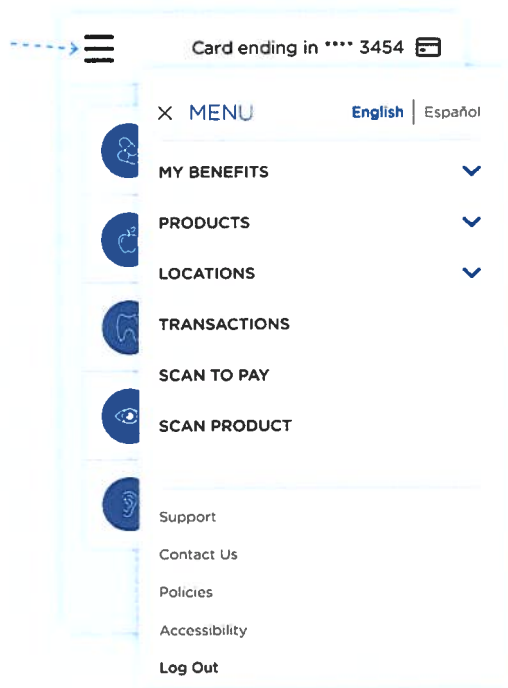 Card ending in **** 3454
× MENU English | Español
MY BENEFITS
PRODUCTS
LOCATIONS
TRANSACTIONS
SCAN TO PAY
SCAN PRODUCT
Support
Contact Us
Policies
Accessibility
Log Out